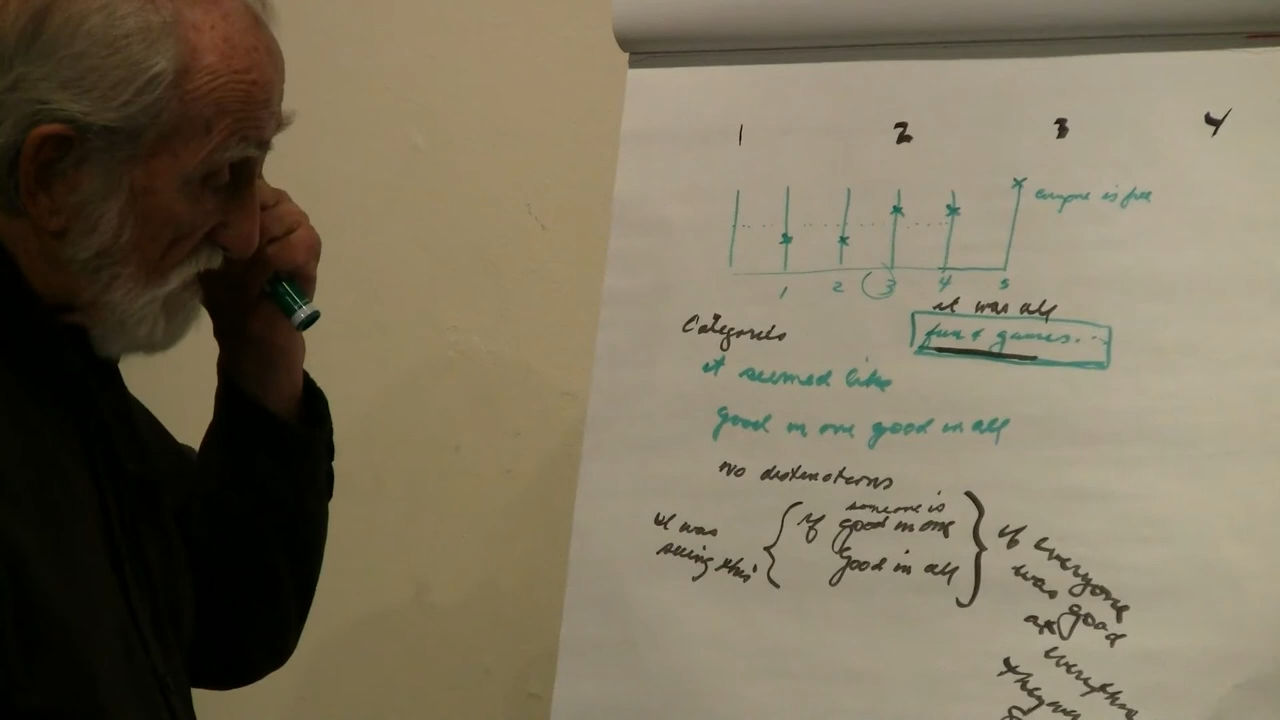 1 2 3 4
everyone is free
1 2 3 4 5
it was all
Categories
fun & games...
it seemed like
good in one good in all
no distinctions
it was
seeing this
if someone is
good in one
Good in all
if everyone
was good
at